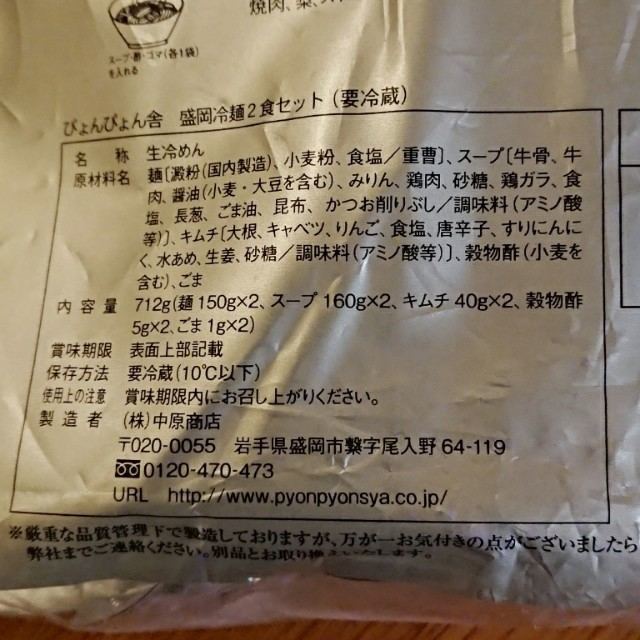 焼肉、
スープ・酢・ゴマ(各1袋)
を入れる
ぴょんぴょん舎 盛岡冷麺2食セット(要冷蔵)
名称 生冷めん
原材料名 麺〔澱粉(国内製造)、小麦粉、食塩/重曹〕、スープ〔牛骨、牛
肉、醤油(小麦・大豆を含む)、みりん、鶏肉、砂糖、鶏ガラ、食
塩、長葱、ごま油、昆布、かつお削りぶし/調味料(アミノ酸
等)〕、キムチ〔大根、キャベツ、りんご、食塩、唐辛子、すりにんに
く、水あめ、生姜、砂糖/調味料(アミノ酸等)〕、穀物酢(小麦を
含む)、ごま
内容量 712g(麺150g×2、スープ160g×2、キムチ40g×2、穀物酢
5g×2、ごま1g×2)
賞味期限 表面上部記載
保存方法 要冷蔵(10℃以下)
使用上の注意 賞味期限内にお召し上がりください。
製造者 (株)中原商店
〒020-0055 岩手県盛岡市繋字尾入野64-119
0120-470-473
URL http://www.pyonpyonsya.co.jp/
※厳重な品質管理下で製造しておりますが、万が一お気付きの点がございましたら
弊社までご連絡ください。別品とお取り換えいたします。